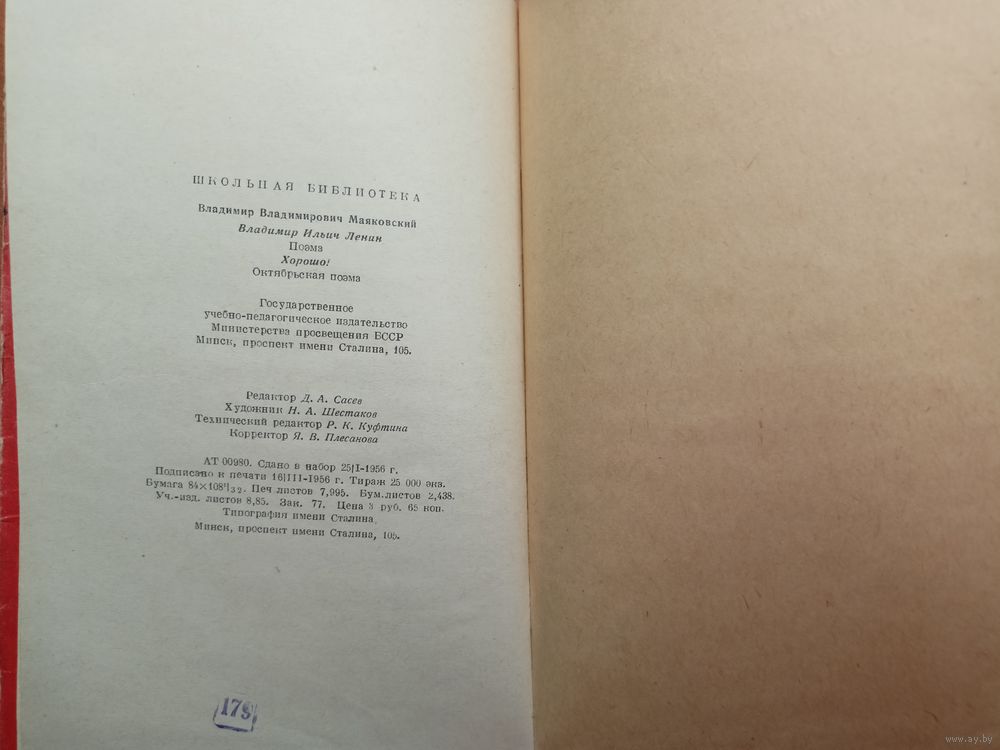 ШКОЛЬНАЯ БИБЛИОТЕКА
Владимир Владимирович Маяковский
Владимир Ильич Ленин
Поэма
Хорошо!
Октябрьская поэма
Государственное
учебно-педагогическое издательство
Министерства просвещения БССР
Минск, проспект имени Сталина, 105.
Редактор Д. А. Сасев
Художник Н. А. Шестаков
Технический редактор Р. К. Куфтина
Корректор Я. В. Плесанова
АТ 00980. Сдано в набор 25/I-1956 г.
Подписано к печати 16/III-1956 г. Тираж 25 000 экз.
Бумага 84×108¹/₃₂. Печ листов 7,995. Бум.листов 2,438.
Уч.-изд. листов 8,85. Зак. 77. Цена 3 руб. 65 коп.
Типография имени Сталина,
Минск, проспект имени Сталина, 105.
178
www.ay.by